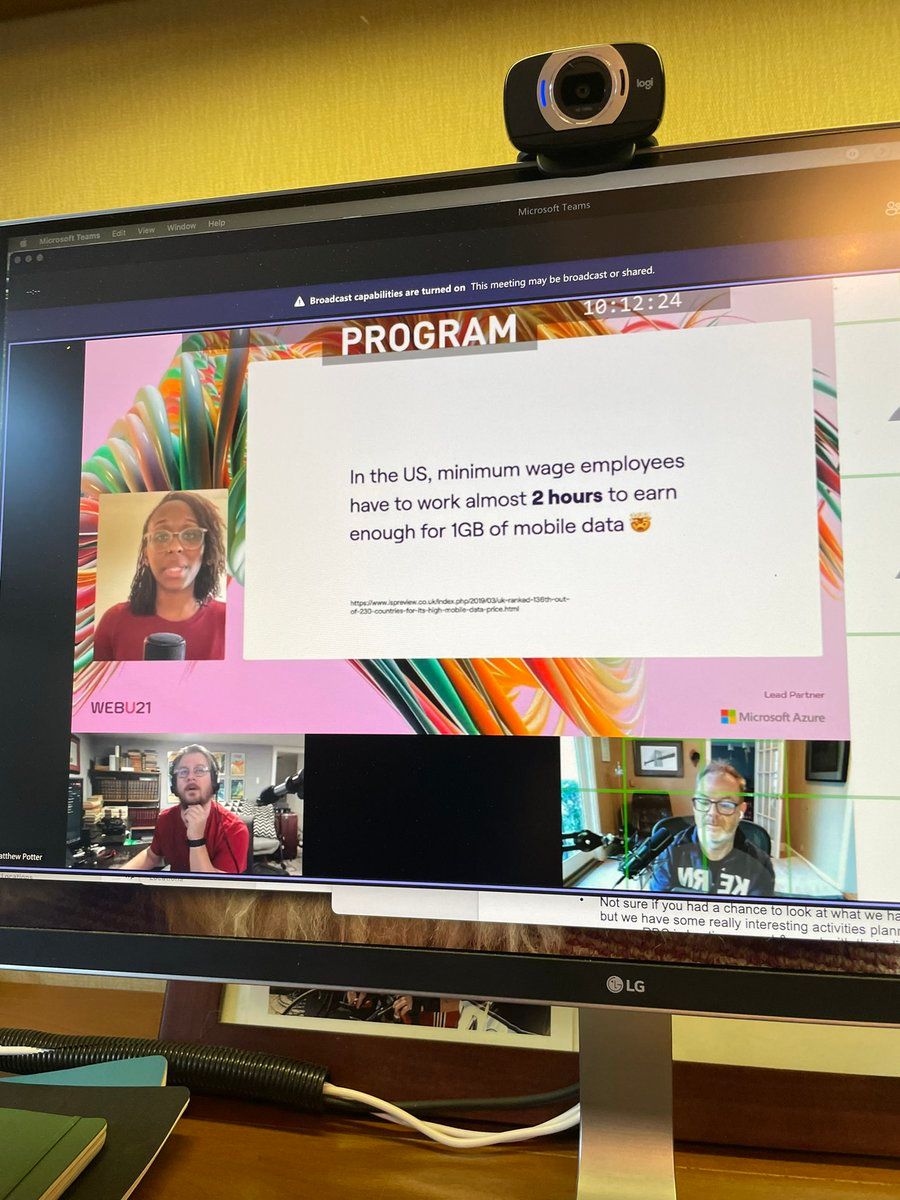 logi
Microsoft Teams Edit View Window Help
Microsoft Teams
Broadcast capabilities are turned on This meeting may be broadcast or shared.
10:12:24
PROGRAM
In the US, minimum wage employees
have to work almost 2 hours to earn
enough for 1GB of mobile data 🤯
https://www.ispreview.co.uk/index.php/2019/03/uk-ranked-136th-out-
of-230-countries-for-its-high-mobile-data-price.html
WEBU21
Lead Partner
Microsoft Azure
atthew Potter
• Not sure if you had a chance to look at what we ha
but we have some really interesting activities plann
LG